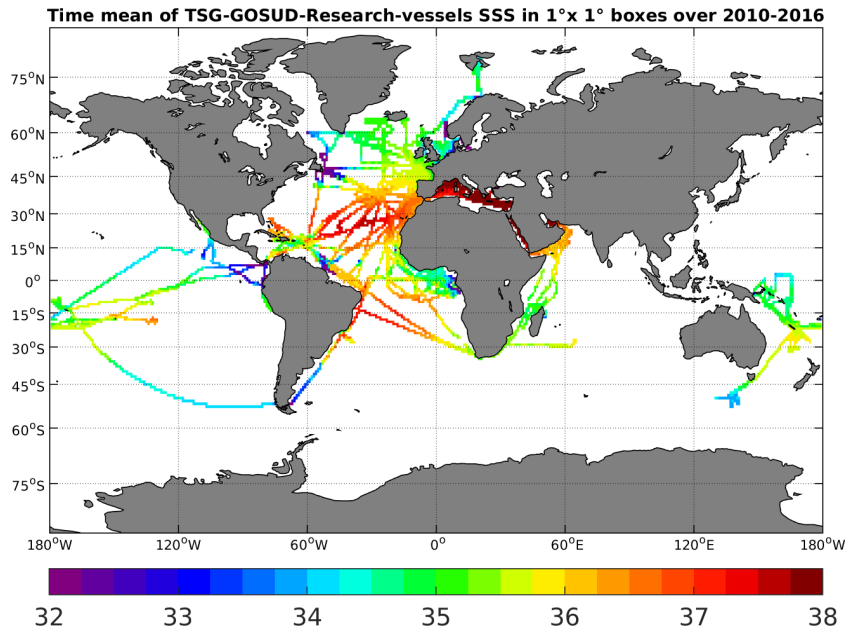 Time mean of TSG-GOSUD-Research-vessels SSS in 1°x 1° boxes over 2010-2016
75°N
60°N
45°N
30°N
15°N
0°
15°S
30°S
45°S
60°S
75°S
180°W 120°W 60°W 0° 60°E 120°E 180°W
32 33 34 35 36 37 38